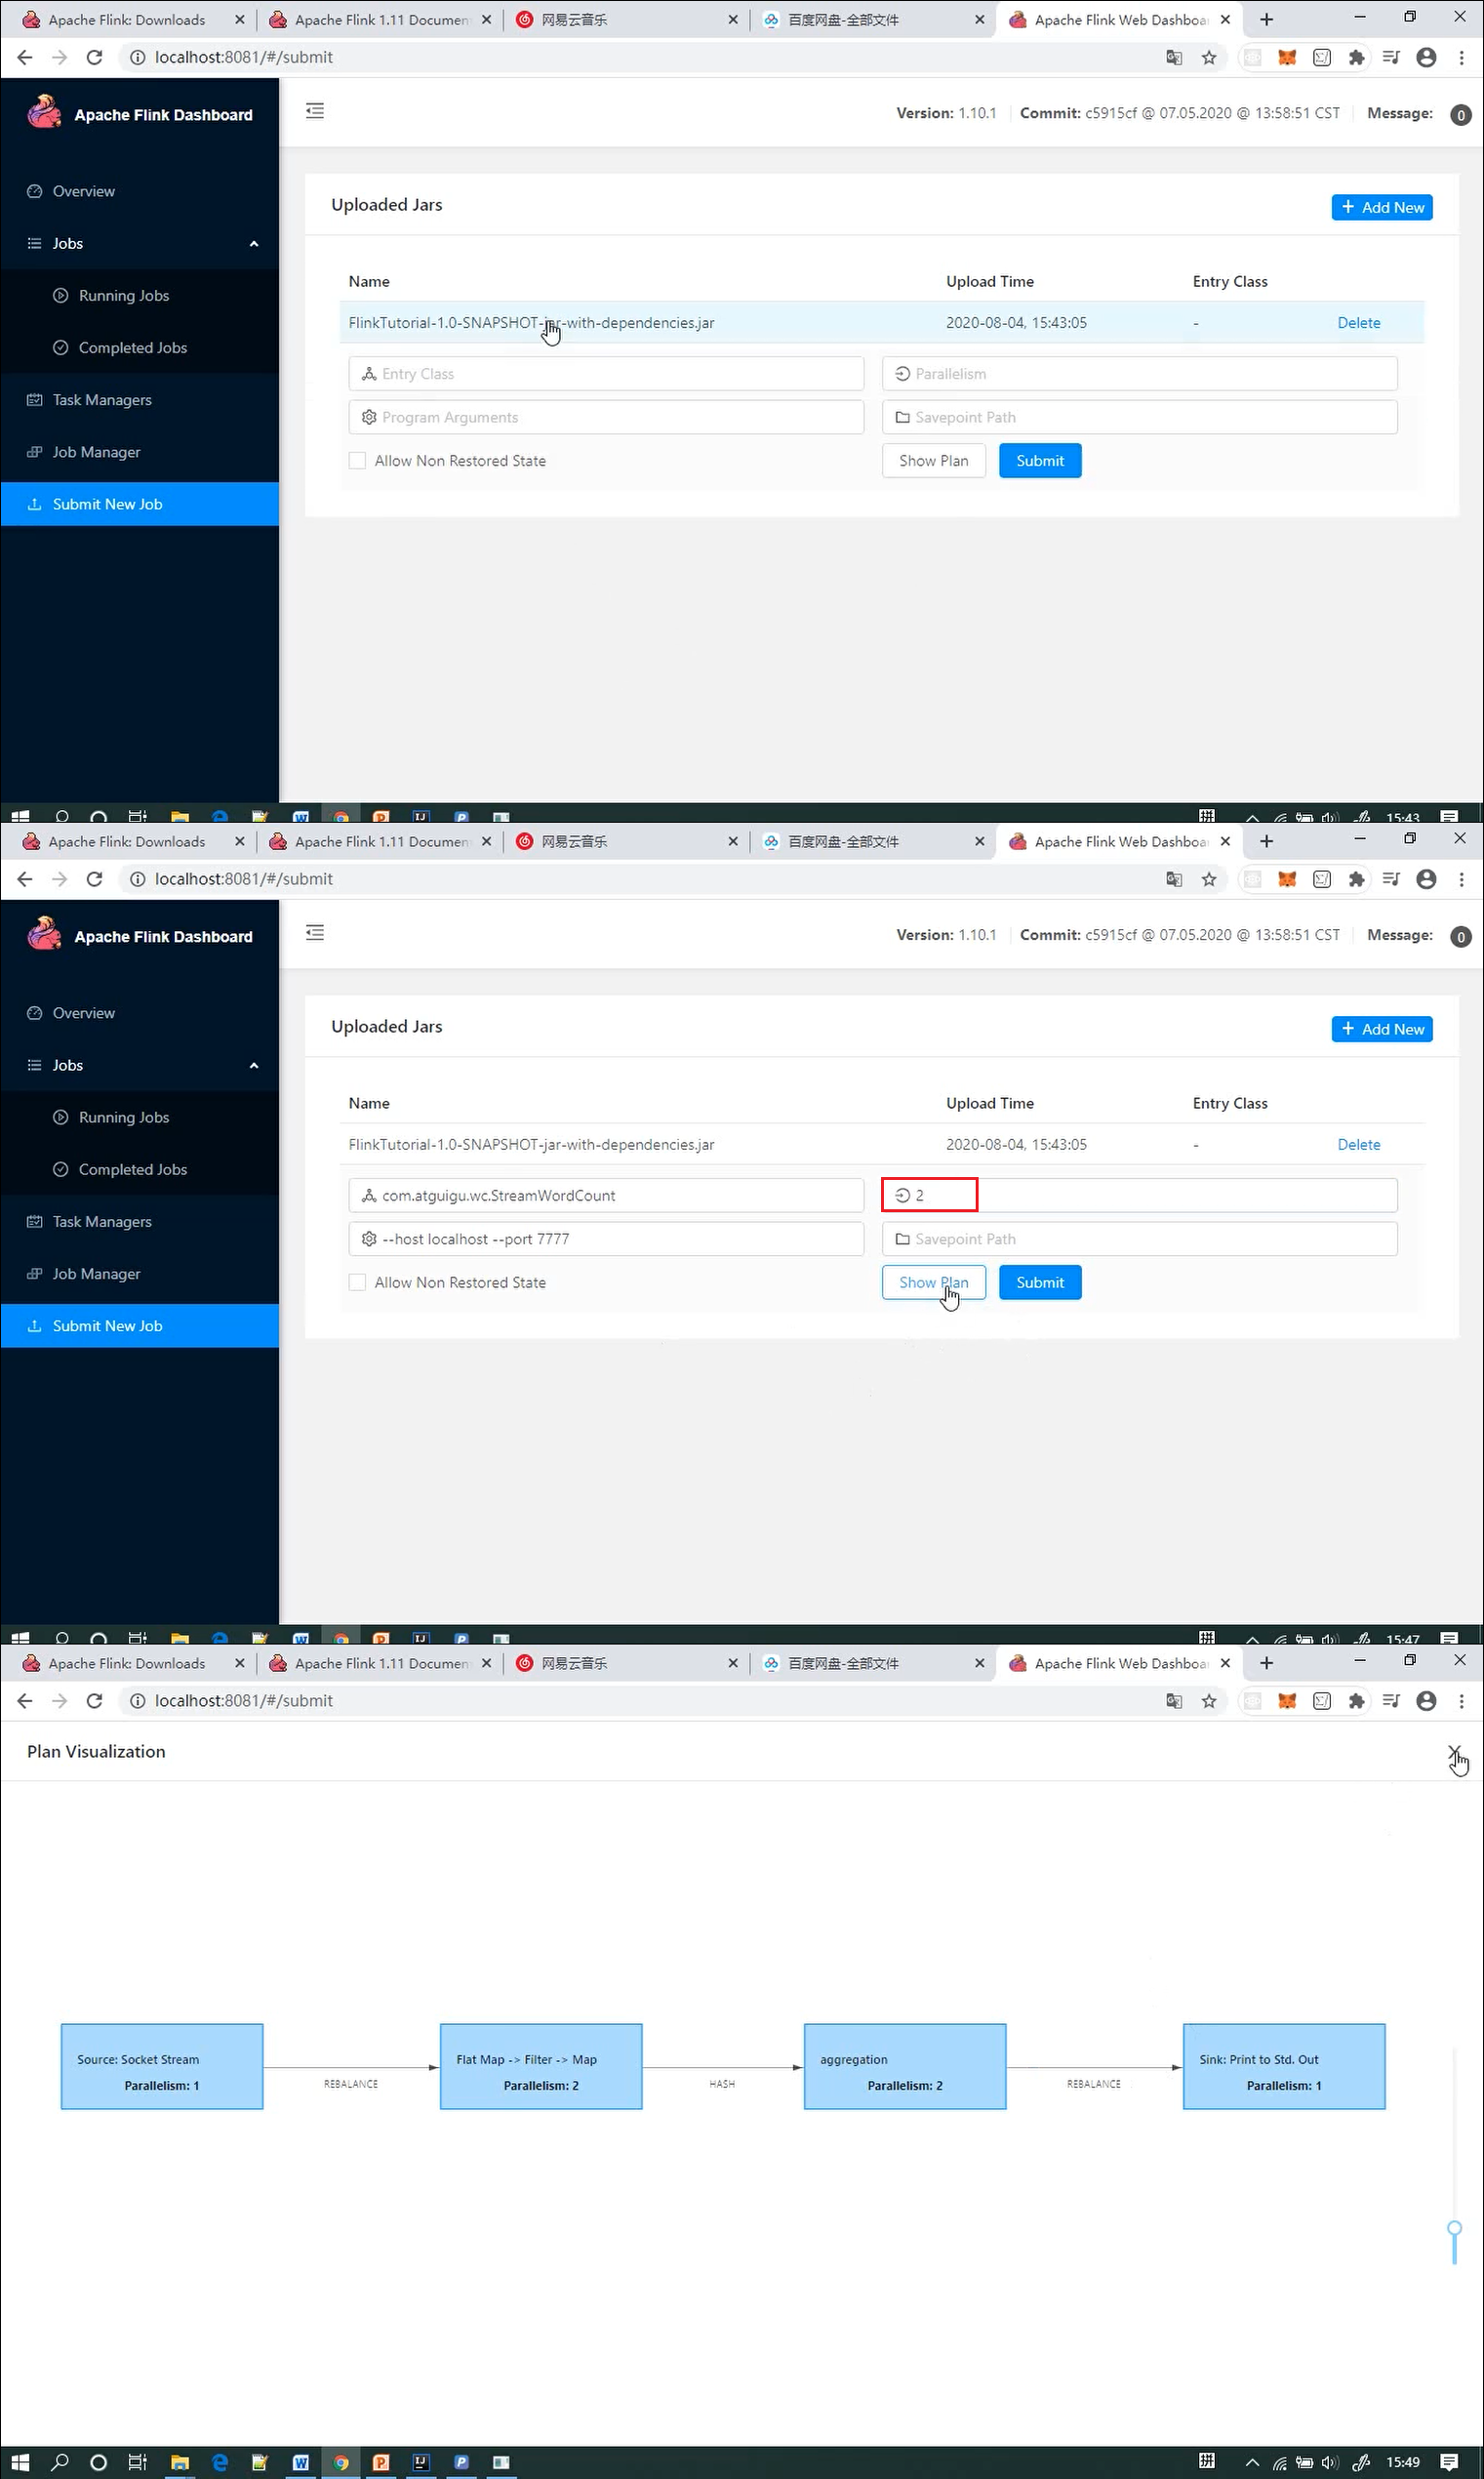 Apache Flink: Downloads
Apache Flink 1.11 Documen
网易云音乐
百度网盘-全部文件
Apache Flink Web Dashboa
localhost:8081/#/submit
Apache Flink Dashboard
Version: 1.10.1 Commit: c5915cf @ 07.05.2020 @ 13:58:51 CST Message: 0
Overview
Jobs
Running Jobs
Completed Jobs
Task Managers
Job Manager
Submit New Job
Uploaded Jars
+ Add New
Name Upload Time Entry Class
FlinkTutorial-1.0-SNAPSHOT-jar-with-dependencies.jar 2020-08-04, 15:43:05 - Delete
Entry Class Parallelism
Program Arguments Savepoint Path
Allow Non Restored State Show Plan Submit
15:43
Apache Flink: Downloads
Apache Flink 1.11 Documen
网易云音乐
百度网盘-全部文件
Apache Flink Web Dashboa
localhost:8081/#/submit
Apache Flink Dashboard
Version: 1.10.1 Commit: c5915cf @ 07.05.2020 @ 13:58:51 CST Message: 0
Overview
Jobs
Running Jobs
Completed Jobs
Task Managers
Job Manager
Submit New Job
Uploaded Jars
+ Add New
Name Upload Time Entry Class
FlinkTutorial-1.0-SNAPSHOT-jar-with-dependencies.jar 2020-08-04, 15:43:05 - Delete
com.atguigu.wc.StreamWordCount 2
--host localhost --port 7777 Savepoint Path
Allow Non Restored State Show Plan Submit
15:47
Apache Flink: Downloads
Apache Flink 1.11 Documen
网易云音乐
百度网盘-全部文件
Apache Flink Web Dashboa
localhost:8081/#/submit
Plan Visualization
Source: Socket Stream
Parallelism: 1
REBALANCE
Flat Map -> Filter -> Map
Parallelism: 2
HASH
aggregation
Parallelism: 2
REBALANCE
Sink: Print to Std. Out
Parallelism: 1
15:49